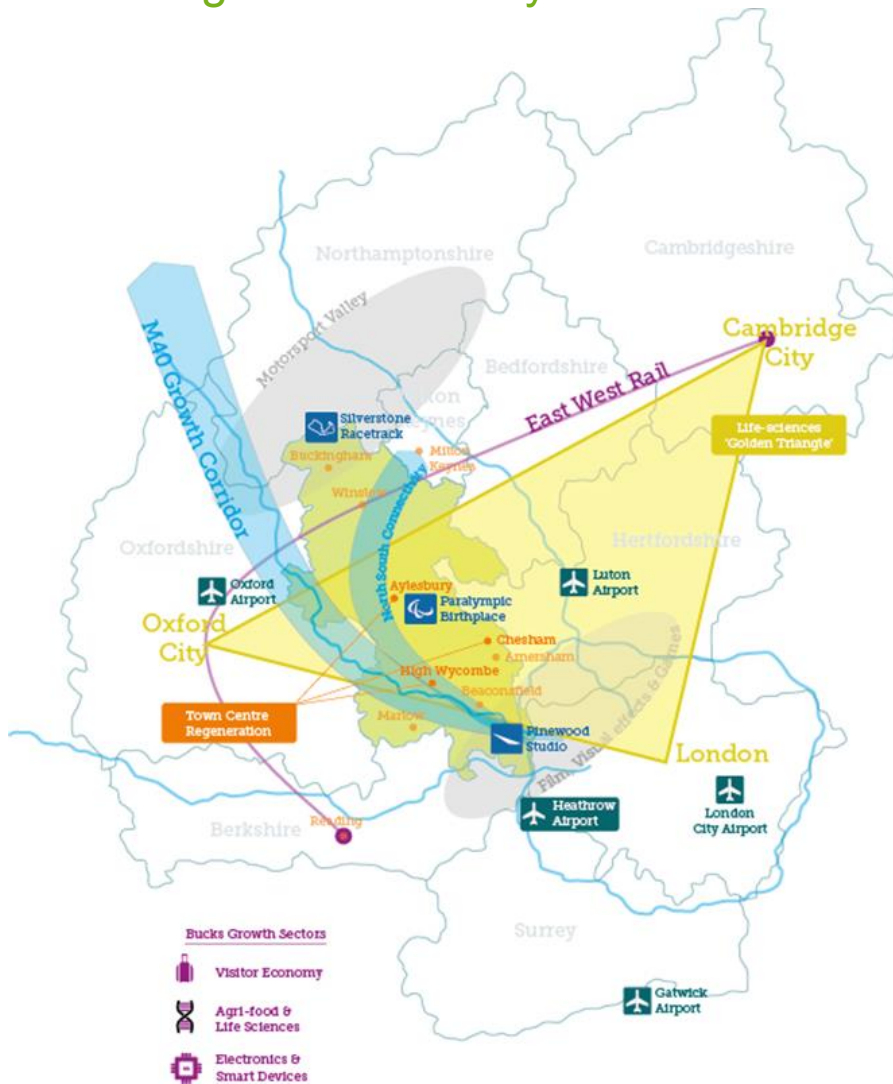 Northamptonshire
Cambridgeshire
Motorsport Valley
M40 Growth Corridor
Cambridge
City
Bedfordshire
East West Rail
Silverstone
Racetrack
Life-sciences
'Golden Triangle'
Buckingham
Milton
Keynes
Winslow
North South Connectivity
Oxfordshire
Hertfordshire
Oxford
Airport
Aylesbury
Paralympic
Birthplace
Luton
Airport
Oxford
City
Chesham
Amersham
High Wycombe
Beaconsfield
Town Centre
Regeneration
Marlow
Pinewood
Studio
Film, Visual effects & Games
London
Heathrow
Airport
London
City Airport
Berkshire
Reading
Surrey
Gatwick
Airport
Bucks Growth Sectors
Visitor Economy
Agri-food &
Life Sciences
Electronics &
Smart Devices